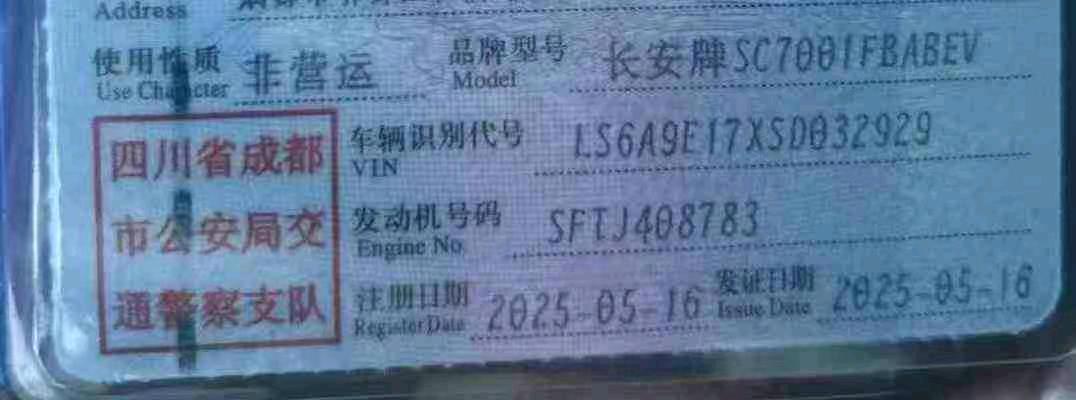 Address
使用性质 非营运 品牌型号 长安牌SC7001FBABEV
Use Character Model
四川省成都
市公安局交
通警察支队
车辆识别代号 LS6A9E17XSD032929
VIN
发动机号码 SFTJ408783
Engine No.
注册日期 2025-05-16 发证日期 2025-05-16
Register Date Issue Date